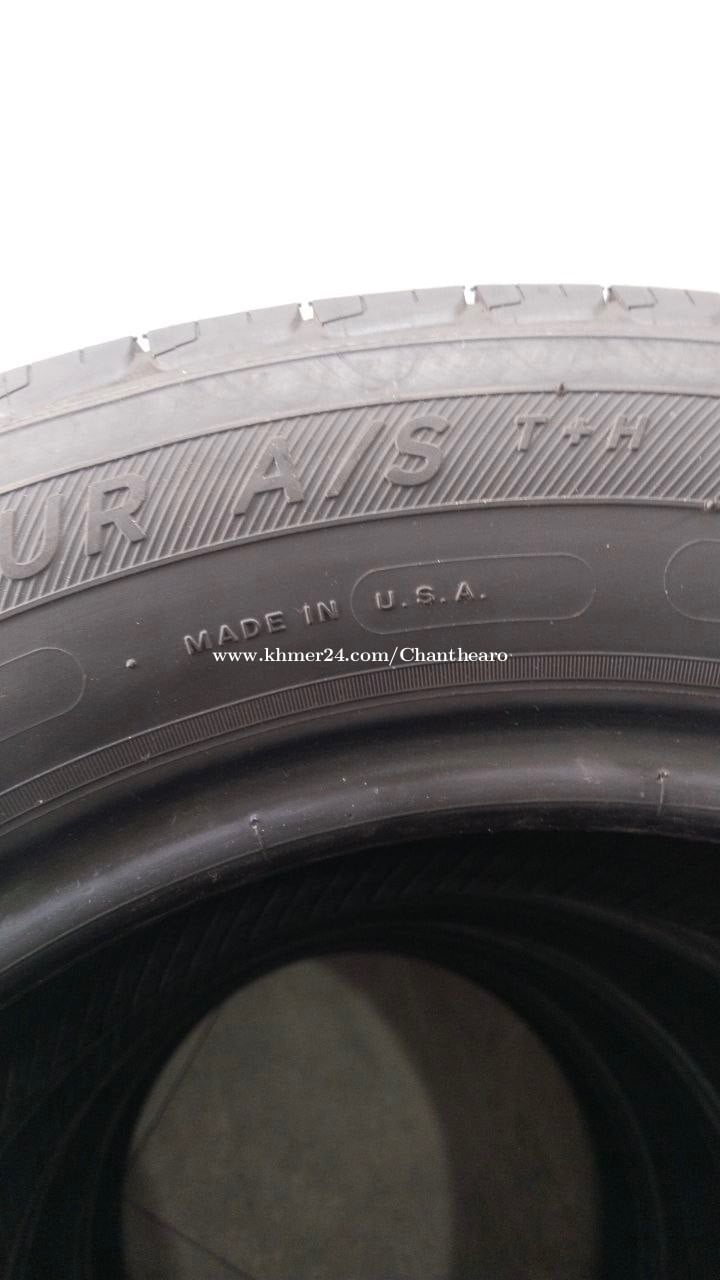 UR A/S T+H
MADE IN U.S.A.
www.khmer24.com/Chanthearo